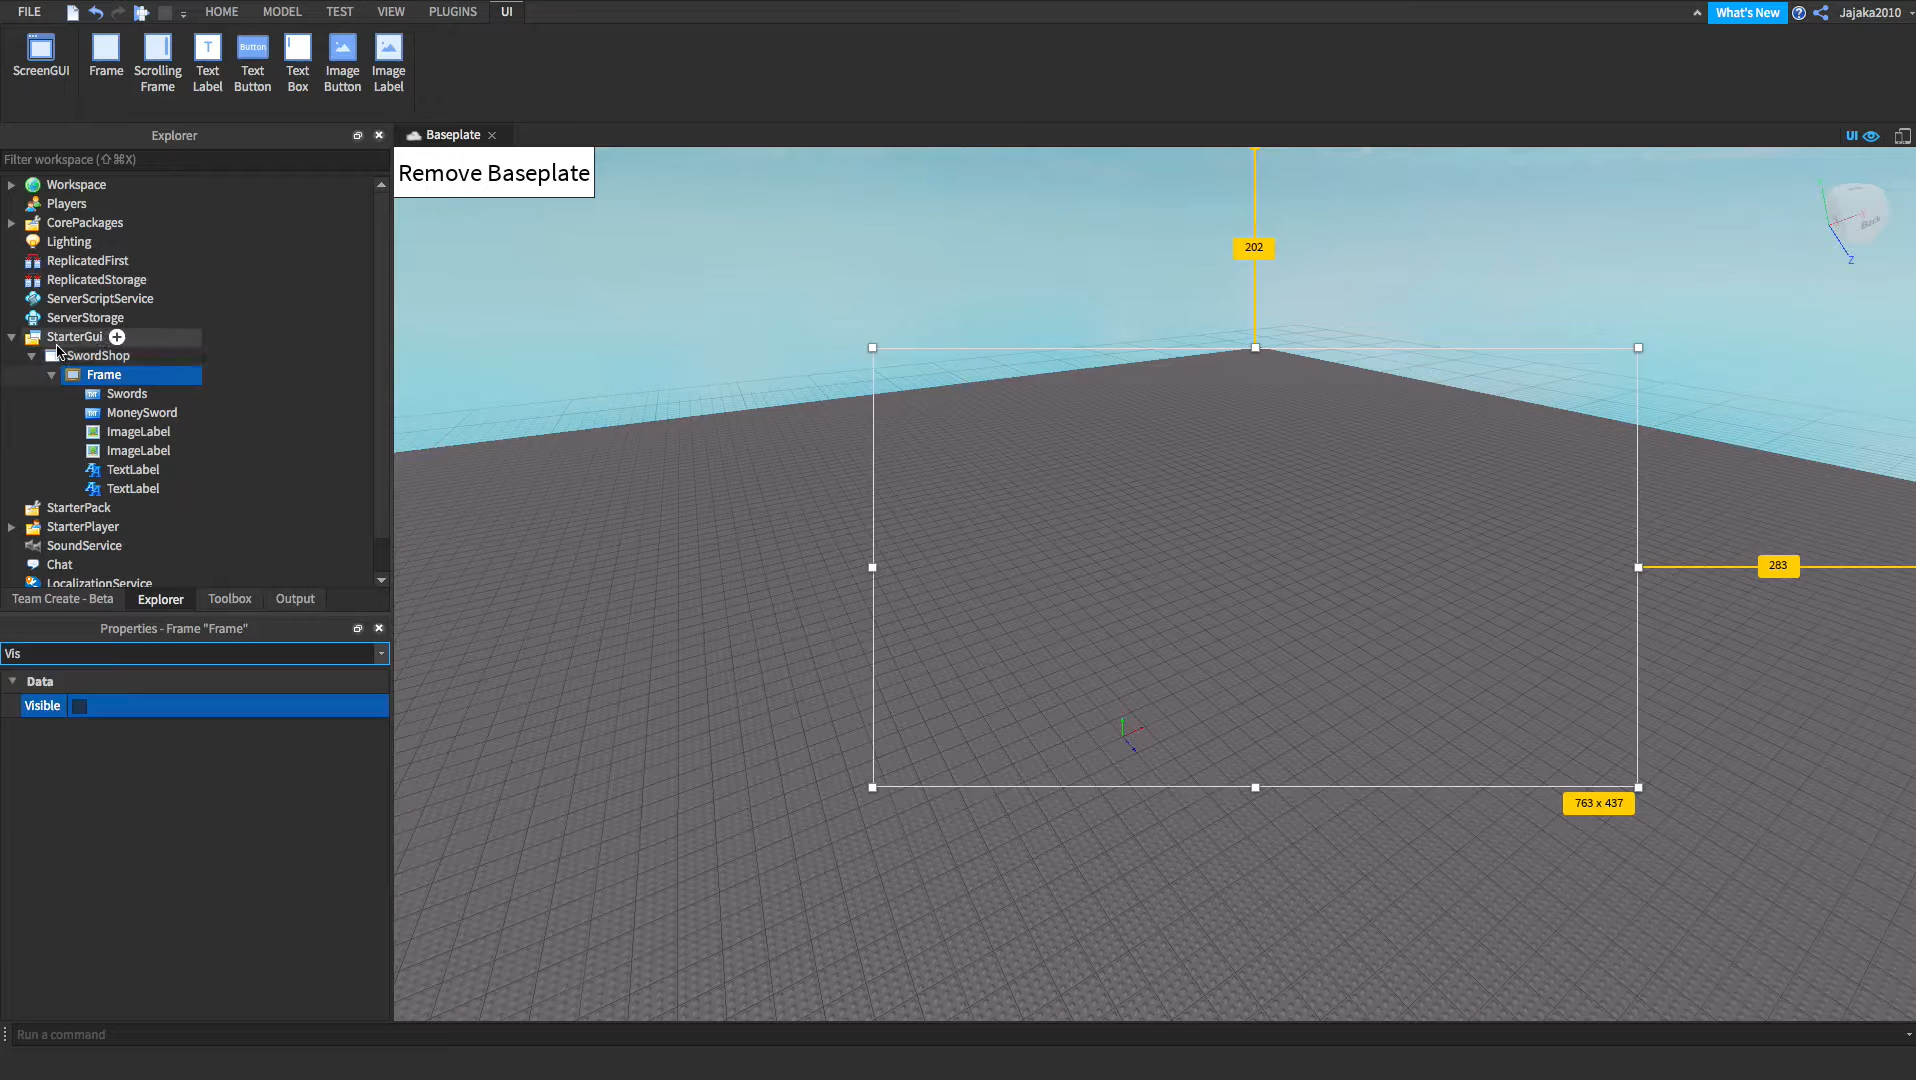 FILE HOME MODEL TEST VIEW PLUGINS UI What's New Jajaka2010
ScreenGUI
Frame
Scrolling
Frame
Text
Label
Button
Text
Button
Text
Box
Image
Button
Image
Label
Explorer
Filter workspace (⇧⌘X)
Workspace
Players
CorePackages
Lighting
ReplicatedFirst
ReplicatedStorage
ServerScriptService
ServerStorage
StarterGui
SwordShop
Frame
Swords
MoneySword
ImageLabel
ImageLabel
TextLabel
TextLabel
StarterPack
StarterPlayer
SoundService
Chat
LocalizationService
Team Create - Beta Explorer Toolbox Output
Properties - Frame "Frame"
Vis
Data
Visible
Baseplate
UI
Remove Baseplate
202
Back
Z
283
763 x 437
Run a command